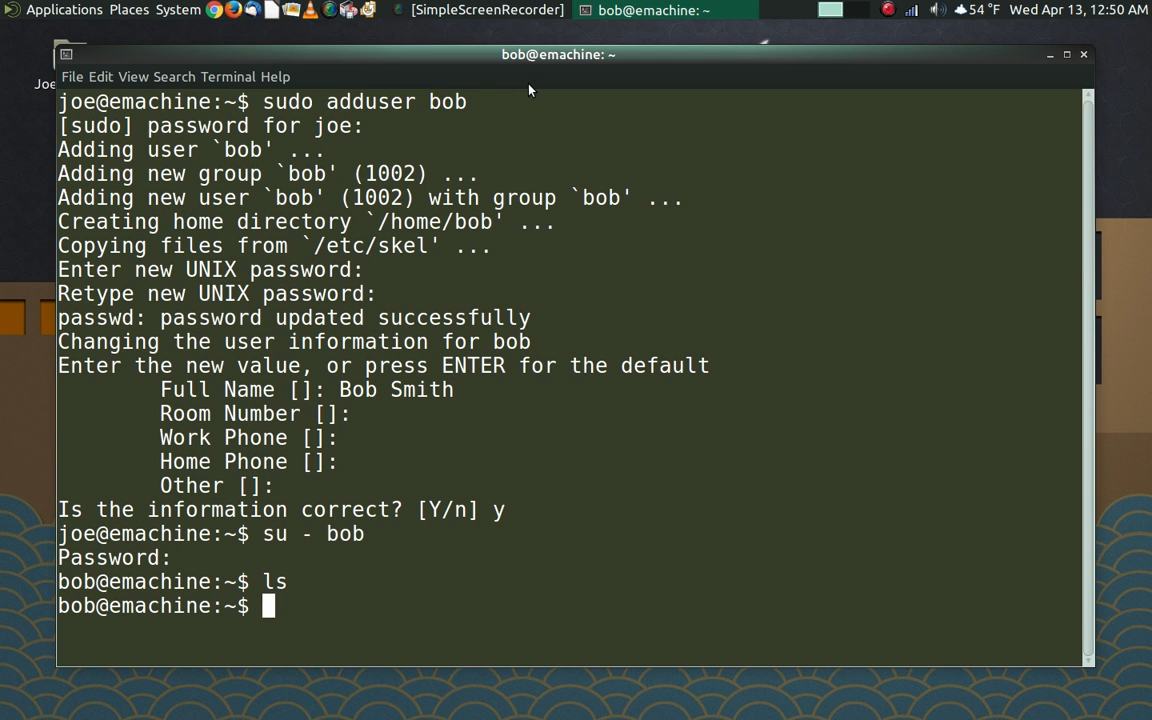 Applications Places System [SimpleScreenRecorder] bob@emachine: ~ 54 °F Wed Apr 13, 12:50 AM
bob@emachine: ~
Joe
File Edit View Search Terminal Help
joe@emachine:~$ sudo adduser bob
[sudo] password for joe:
Adding user `bob' ...
Adding new group `bob' (1002) ...
Adding new user `bob' (1002) with group `bob' ...
Creating home directory `/home/bob' ...
Copying files from `/etc/skel' ...
Enter new UNIX password:
Retype new UNIX password:
passwd: password updated successfully
Changing the user information for bob
Enter the new value, or press ENTER for the default
Full Name []: Bob Smith
Room Number []:
Work Phone []:
Home Phone []:
Other []:
Is the information correct? [Y/n] y
joe@emachine:~$ su - bob
Password:
bob@emachine:~$ ls
bob@emachine:~$